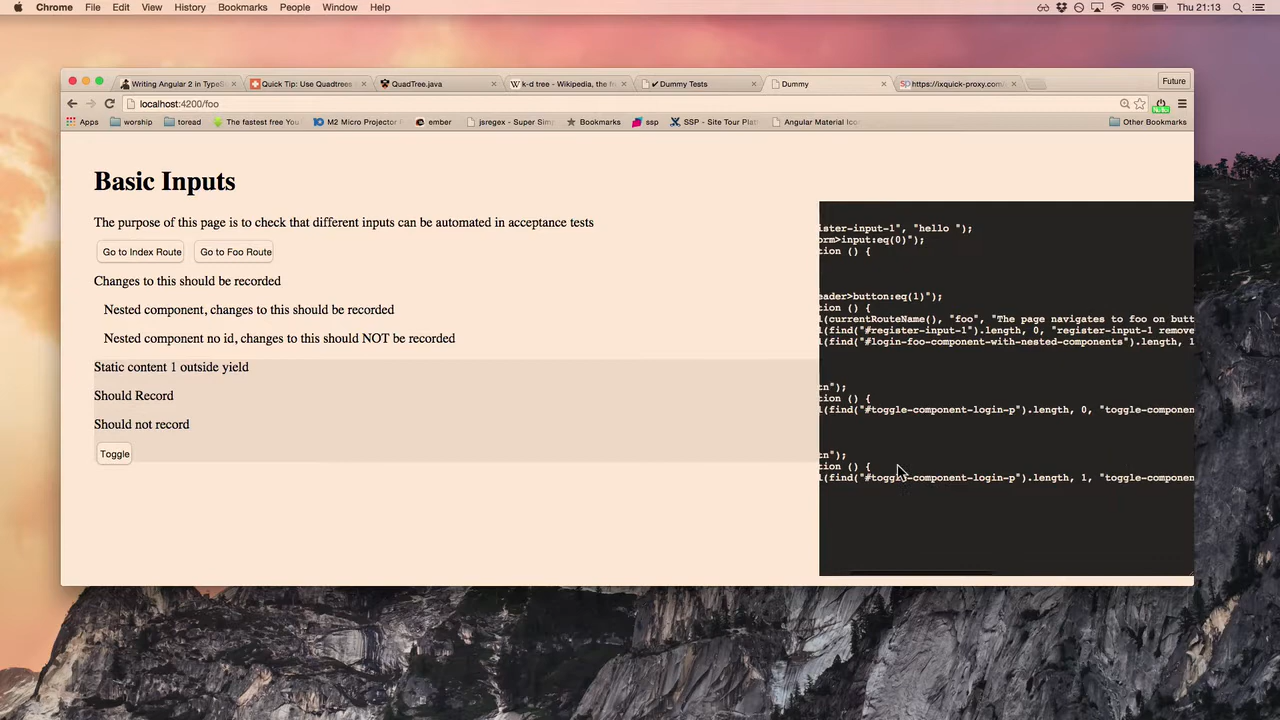 Chrome File Edit View History Bookmarks People Window Help 90% Thu 21:13
Writing Angular 2 in TypeS Quick Tip: Use Quadtrees QuadTree.java k-d tree - Wikipedia, the fr ✔ Dummy Tests Dummy https://ixquick-proxy.com/ Future
localhost:4200/foo
Apps worship toread The fastest free You M2 Micro Projector ember jsregex - Super Sim Bookmarks ssp SSP - Site Tour Plat Angular Material Ico Other Bookmarks
Basic Inputs
The purpose of this page is to check that different inputs can be automated in acceptance tests
Go to Index Route Go to Foo Route
Changes to this should be recorded
Nested component, changes to this should be recorded
Nested component no id, changes to this should NOT be recorded
Static content 1 outside yield
Should Record
Should not record
Toggle
ister-input-1", "hello ");
orm>input:eq(0)");
tion () {
eader>button:eq(1)");
tion () {
l(currentRouteName(), "foo", "The page navigates to foo on butt
l(find("#register-input-1").length, 0, "register-input-1 remove
l(find("#login-foo-component-with-nested-components").length, 1
tn");
tion () {
l(find("#toggle-component-login-p").length, 0, "toggle-componen
tn");
tion () {
l(find("#toggle-component-login-p").length, 1, "toggle-componen